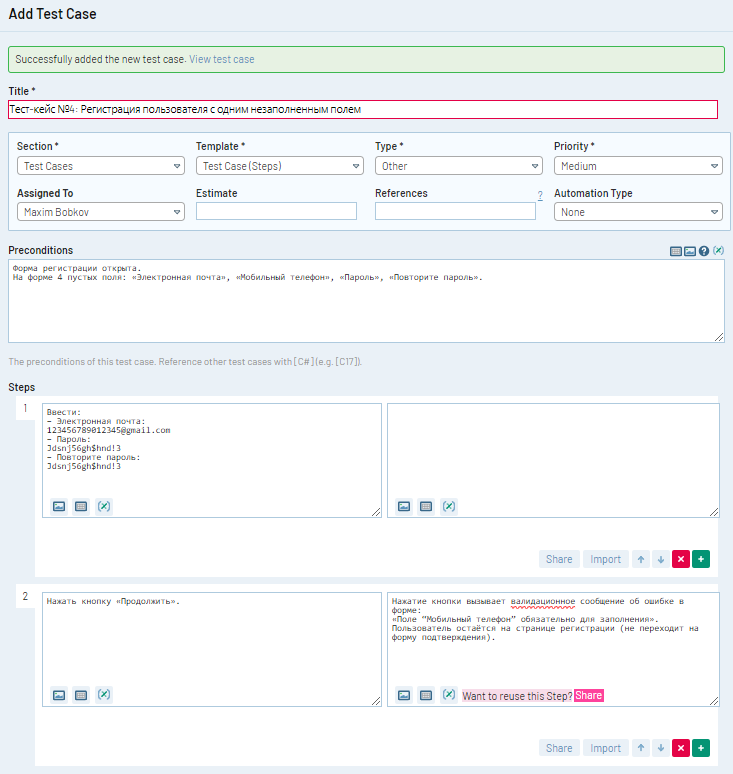 Add Test Case
Successfully added the new test case. View test case
Title *
Тест-кейс №4: Регистрация пользователя с одним незаполненным полем
Section * Template * Type * Priority *
Test Cases Test Case (Steps) Other Medium
Assigned To Estimate References ? Automation Type
Maxim Bobkov None
Preconditions
Форма регистрации открыта.
На форме 4 пустых поля: «Электронная почта», «Мобильный телефон», «Пароль», «Повторите пароль».
The preconditions of this test case. Reference other test cases with [C#] (e.g. [C17]).
Steps
1
Ввести:
– Электронная почта:
123456789012345@gmail.com
– Пароль:
Jdsnj56gh$hnd!3
– Повторите пароль:
Jdsnj56gh$hnd!3
Share Import
2
Нажать кнопку «Продолжить».
Нажатие кнопки вызывает валидационное сообщение об ошибке в
форме:
«Поле “Мобильный телефон” обязательно для заполнения».
Пользователь остаётся на странице регистрации (не переходит на
форму подтверждения).
Want to reuse this Step? Share
Share Import